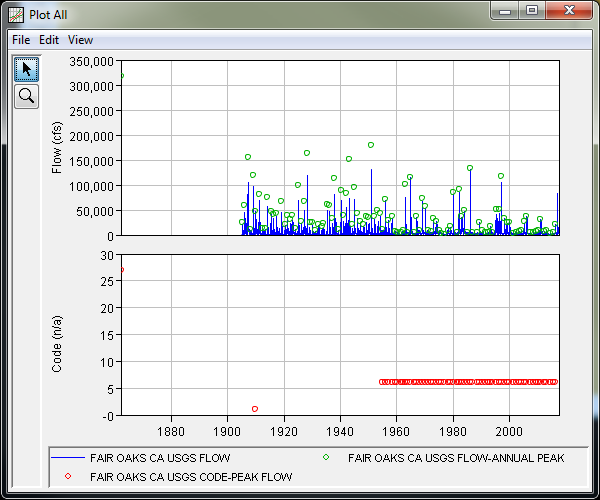 Plot All
File Edit View
350,000
300,000
250,000
200,000
150,000
100,000
50,000
0
Flow (cfs)
30
25
20
15
10
5
-0
Code (n/a)
1880 1900 1920 1940 1960 1980 2000
FAIR OAKS CA USGS FLOW FAIR OAKS CA USGS FLOW-ANNUAL PEAK
FAIR OAKS CA USGS CODE-PEAK FLOW